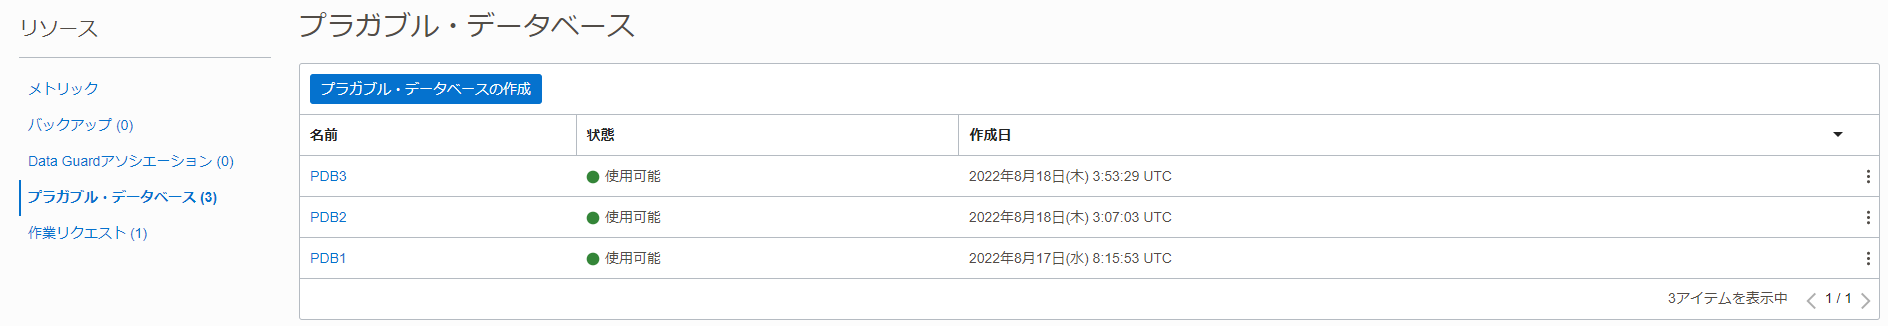 リソース
メトリック
バックアップ (0)
Data Guardアソシエーション (0)
プラガブル・データベース (3)
作業リクエスト (1)
プラガブル・データベース
プラガブル・データベースの作成
名前 状態 作成日
PDB3 使用可能 2022年8月18日(木) 3:53:29 UTC
PDB2 使用可能 2022年8月18日(木) 3:07:03 UTC
PDB1 使用可能 2022年8月17日(水) 8:15:53 UTC
3アイテムを表示中 1 / 1